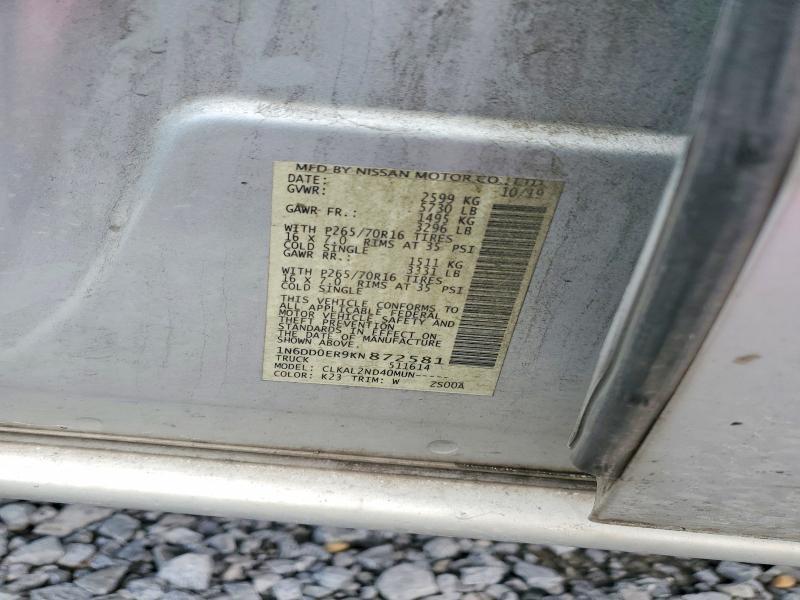 MFD BY NISSAN MOTOR CO., LTD.
DATE: 10/19
GVWR: 2599 KG
5730 LB
GAWR FR.: 1495 KG
3296 LB
WITH P265/70R16 TIRES
16 X 7.0 RIMS AT 35 PSI
COLD SINGLE
GAWR RR.: 1511 KG
3331 LB
WITH P265/70R16 TIRES
16 X 7.0 RIMS AT 35 PSI
COLD SINGLE
THIS VEHICLE CONFORMS TO
ALL APPLICABLE FEDERAL
MOTOR VEHICLE SAFETY AND
THEFT PREVENTION
STANDARDS IN EFFECT ON
THE DATE OF MANUFACTURE
SHOWN ABOVE.
1N6DD0ER9KN872581
TRUCK 511614
MODEL: CLKAL2ND40MUN-----
COLOR: K23 TRIM: W 2S00A